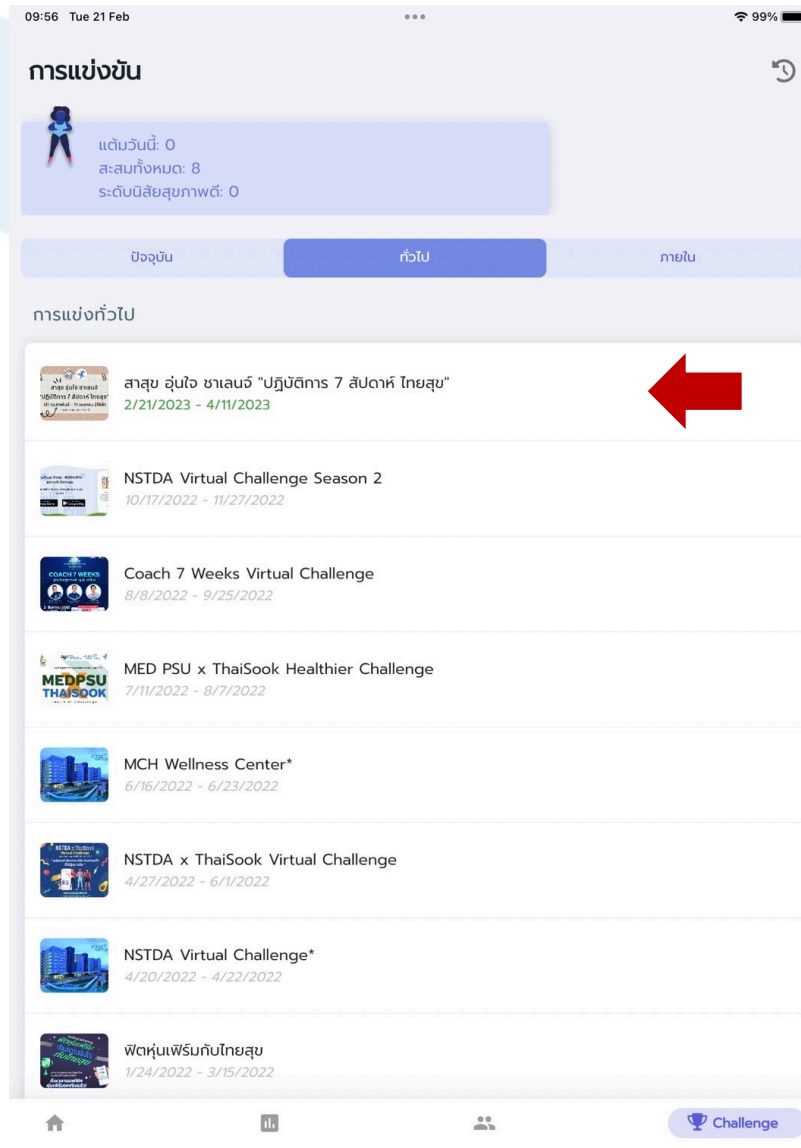 09:56 Tue 21 Feb
99%
การแข่งขัน
แต้มวันนี้: 0
สะสมทั้งหมด: 8
ระดับนิสัยสุขภาพดี: 0
ปัจจุบัน
ทั่วไป
ภายใน
การแข่งทั่วไป
สาสุข อุ่นใจ ชาเลนจ์ "ปฏิบัติการ 7 สัปดาห์ ไทยสุข"
2/21/2023 - 4/11/2023
NSTDA Virtual Challenge Season 2
10/17/2022 - 11/27/2022
COACH 7 WEEKS
Coach 7 Weeks Virtual Challenge
8/8/2022 - 9/25/2022
MEDPSU
THAISOOK
MED PSU x ThaiSook Healthier Challenge
7/11/2022 - 8/7/2022
MCH Wellness Center*
6/16/2022 - 6/23/2022
NSTDA x ThaiSook Virtual Challenge
4/27/2022 - 6/1/2022
NSTDA Virtual Challenge*
4/20/2022 - 4/22/2022
ฟิตหุ่นเฟิร์มกับไทยสุข
1/24/2022 - 3/15/2022
Challenge